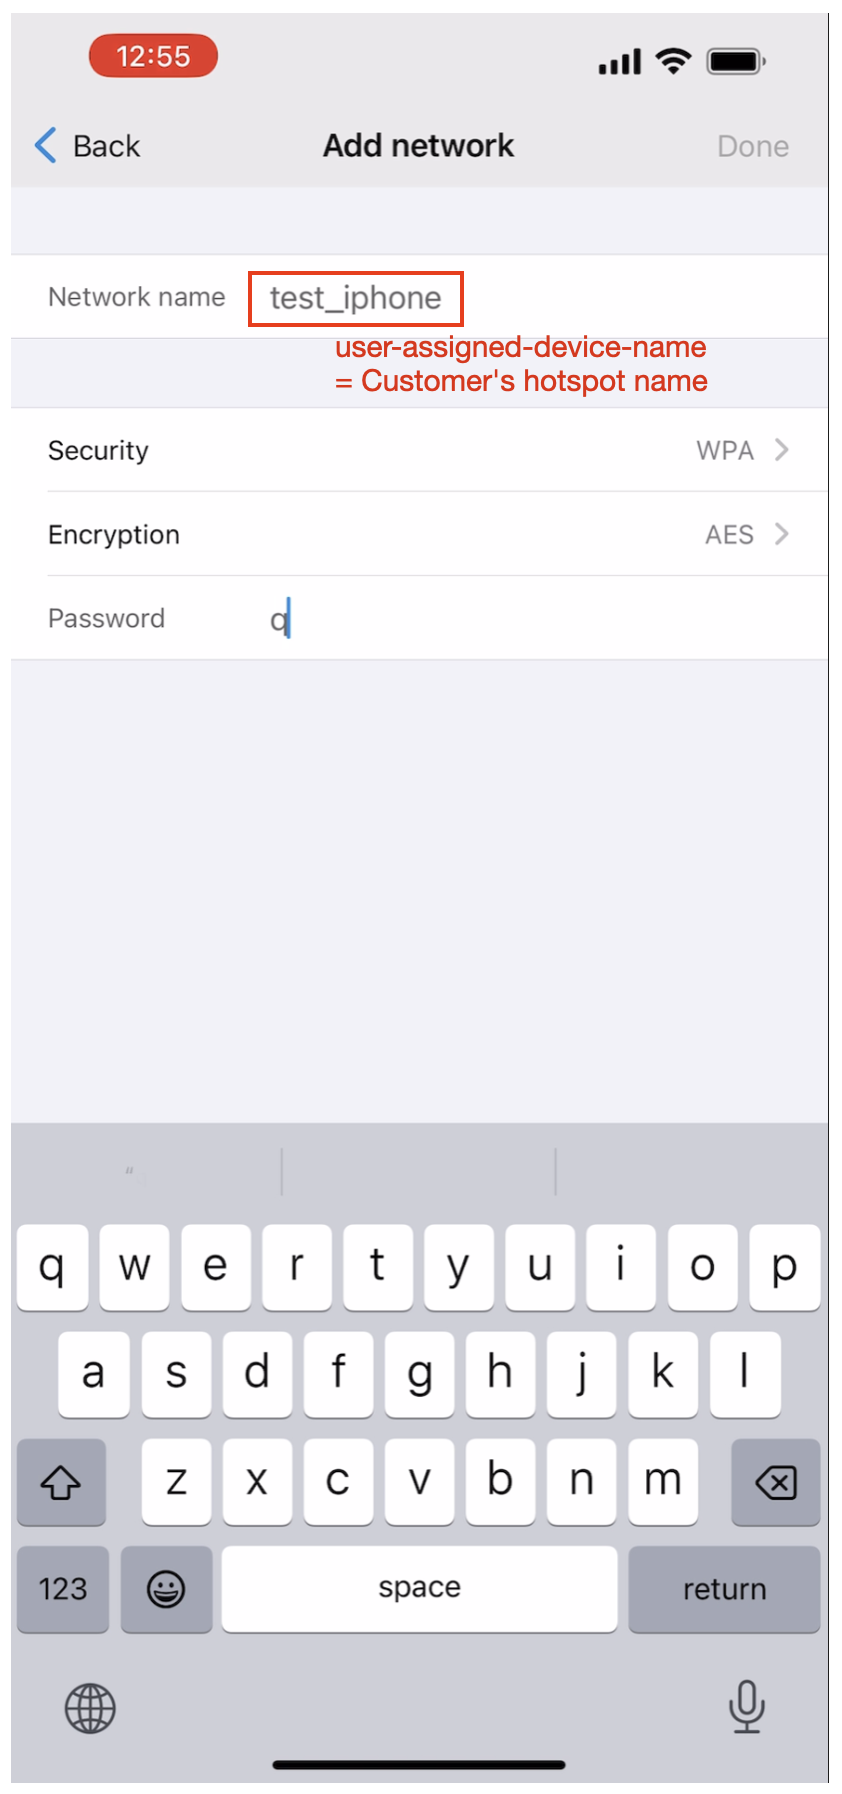 12:55
Back Add network Done
Network name test_iphone
user-assigned-device-name
= Customer's hotspot name
Security WPA
Encryption AES
Password q
“
q w e r t y u i o p
a s d f g h j k l
z x c v b n m
123 space return